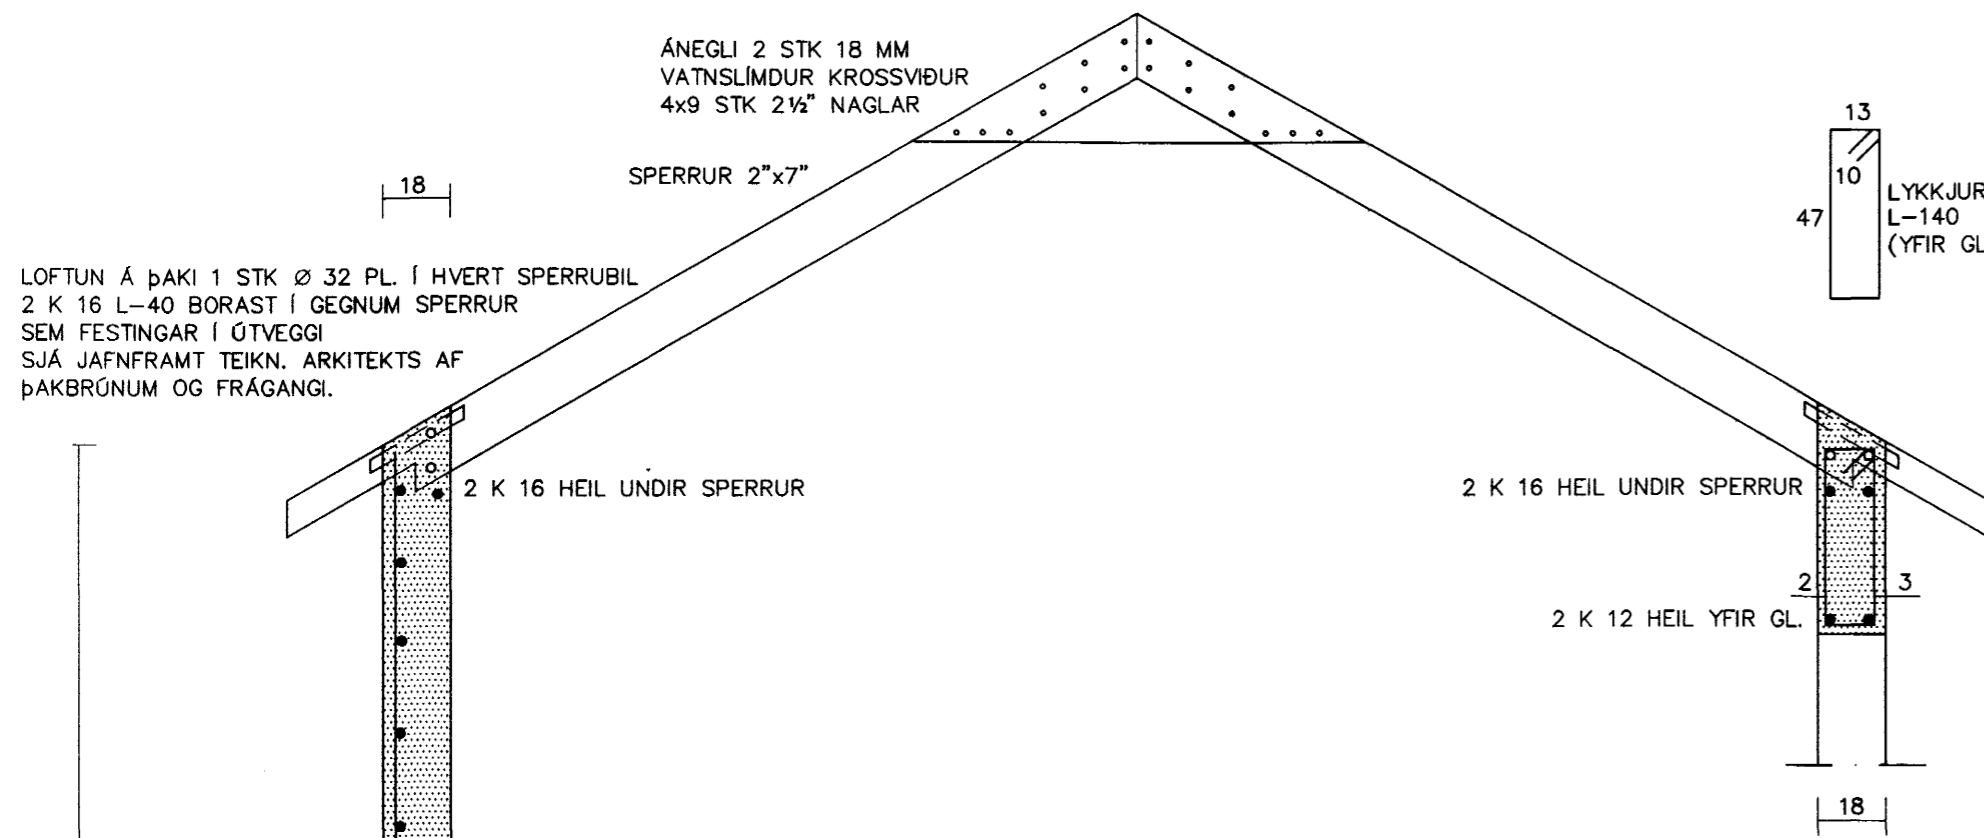 ÁNEGLI 2 STK 18 MM
VATNSLÍMDUR KROSSVIÐUR
4x9 STK 2½" NAGLAR
SPERRUR 2"x7"
18
LOFTUN Á ÞAKI 1 STK Ø 32 PL. Í HVERT SPERRUBIL
2 K 16 L-40 BORAST Í GEGNUM SPERRUR
SEM FESTINGAR Í ÚTVEGGI
SJÁ JAFNFRAMT TEIKN. ARKITEKTS AF
ÞAKBRÚNUM OG FRÁGANGI.
2 K 16 HEIL UNDIR SPERRUR
13
10
47
LYKKJUR
L-140
(YFIR GL
2 K 16 HEIL UNDIR SPERRUR
2
3
2 K 12 HEIL YFIR GL.
18